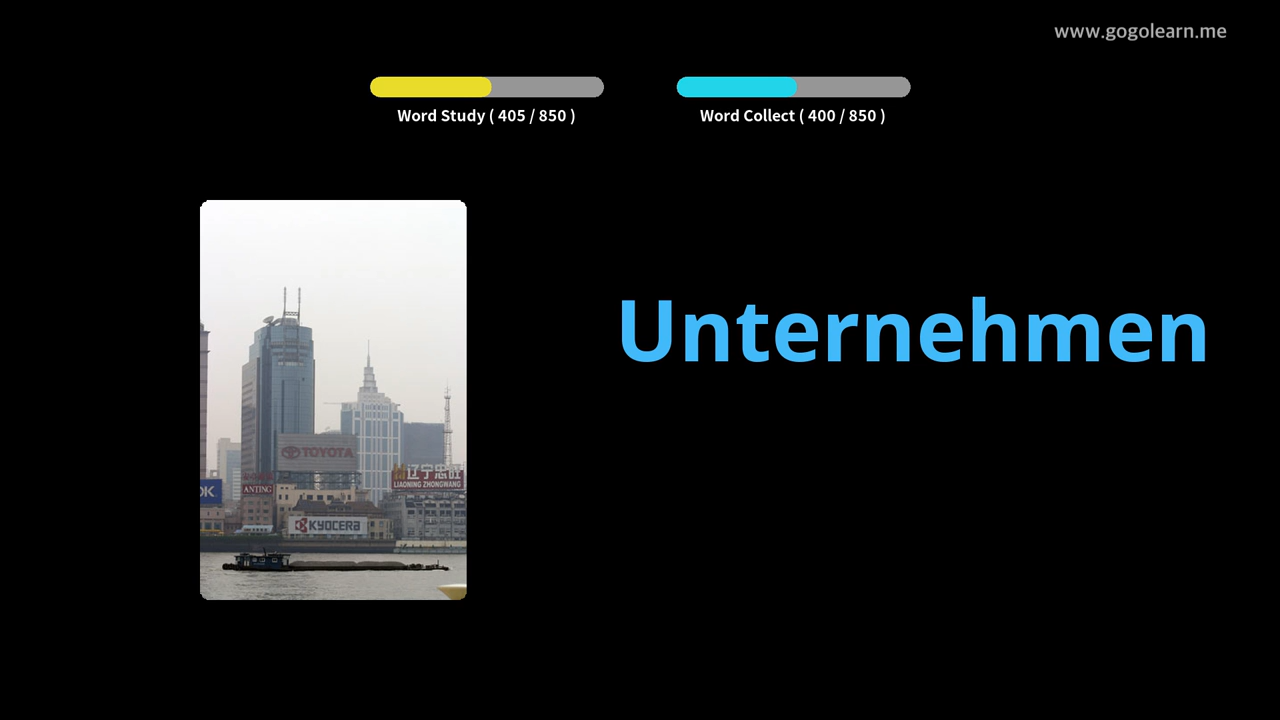 www.gogolearn.me
Word Study ( 405 / 850 )
Word Collect ( 400 / 850 )
Unternehmen
TOYOTA
辽宁忠旺
LIAONING ZHONGWANG
OK
ANTING
KYOCERA